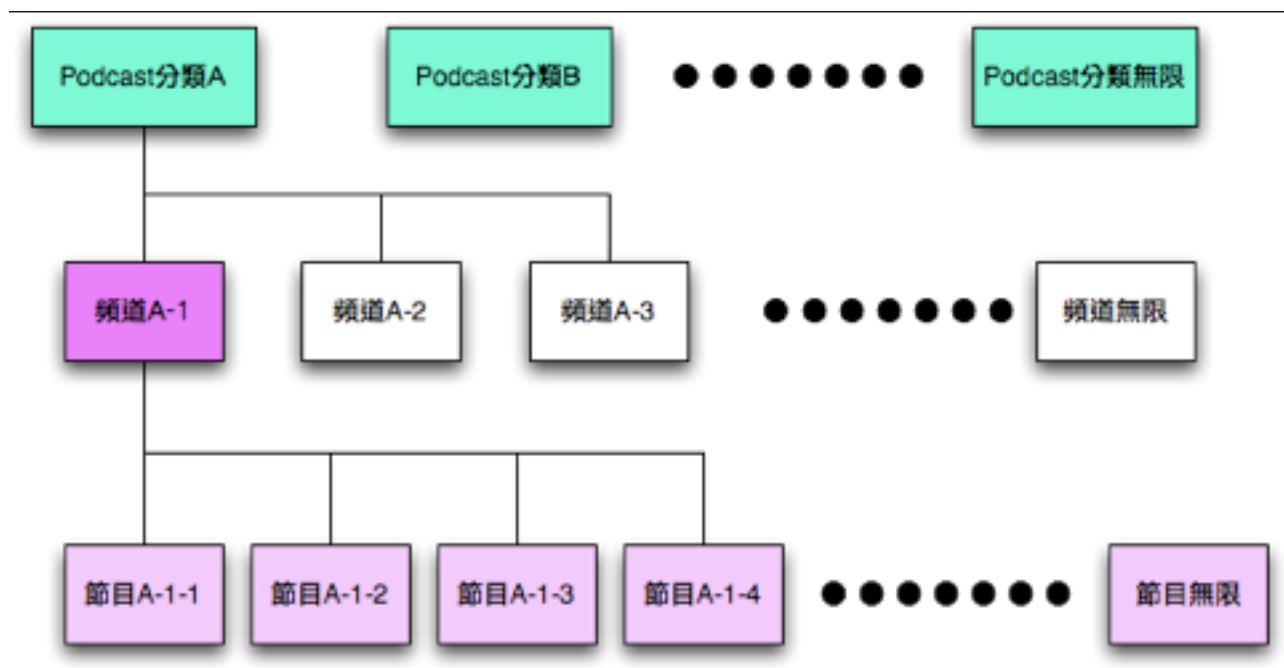 Podcast分類A
Podcast分類B
Podcast分類無限
頻道A-1
頻道A-2
頻道A-3
頻道無限
節目A-1-1
節目A-1-2
節目A-1-3
節目A-1-4
節目無限